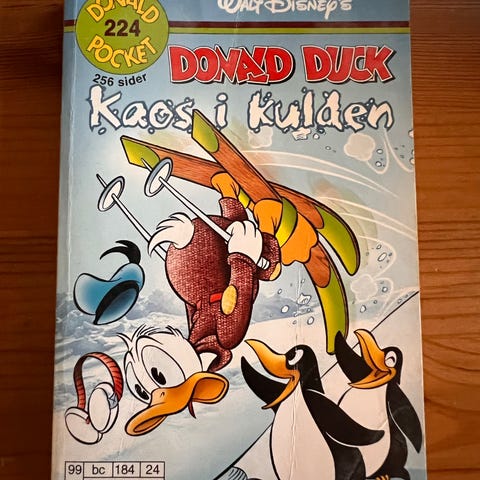 WALT DISNEY'S
DONALD
224
POCKET
256 sider
DONALD DUCK
Kaos i kulden
99 bc 184 24